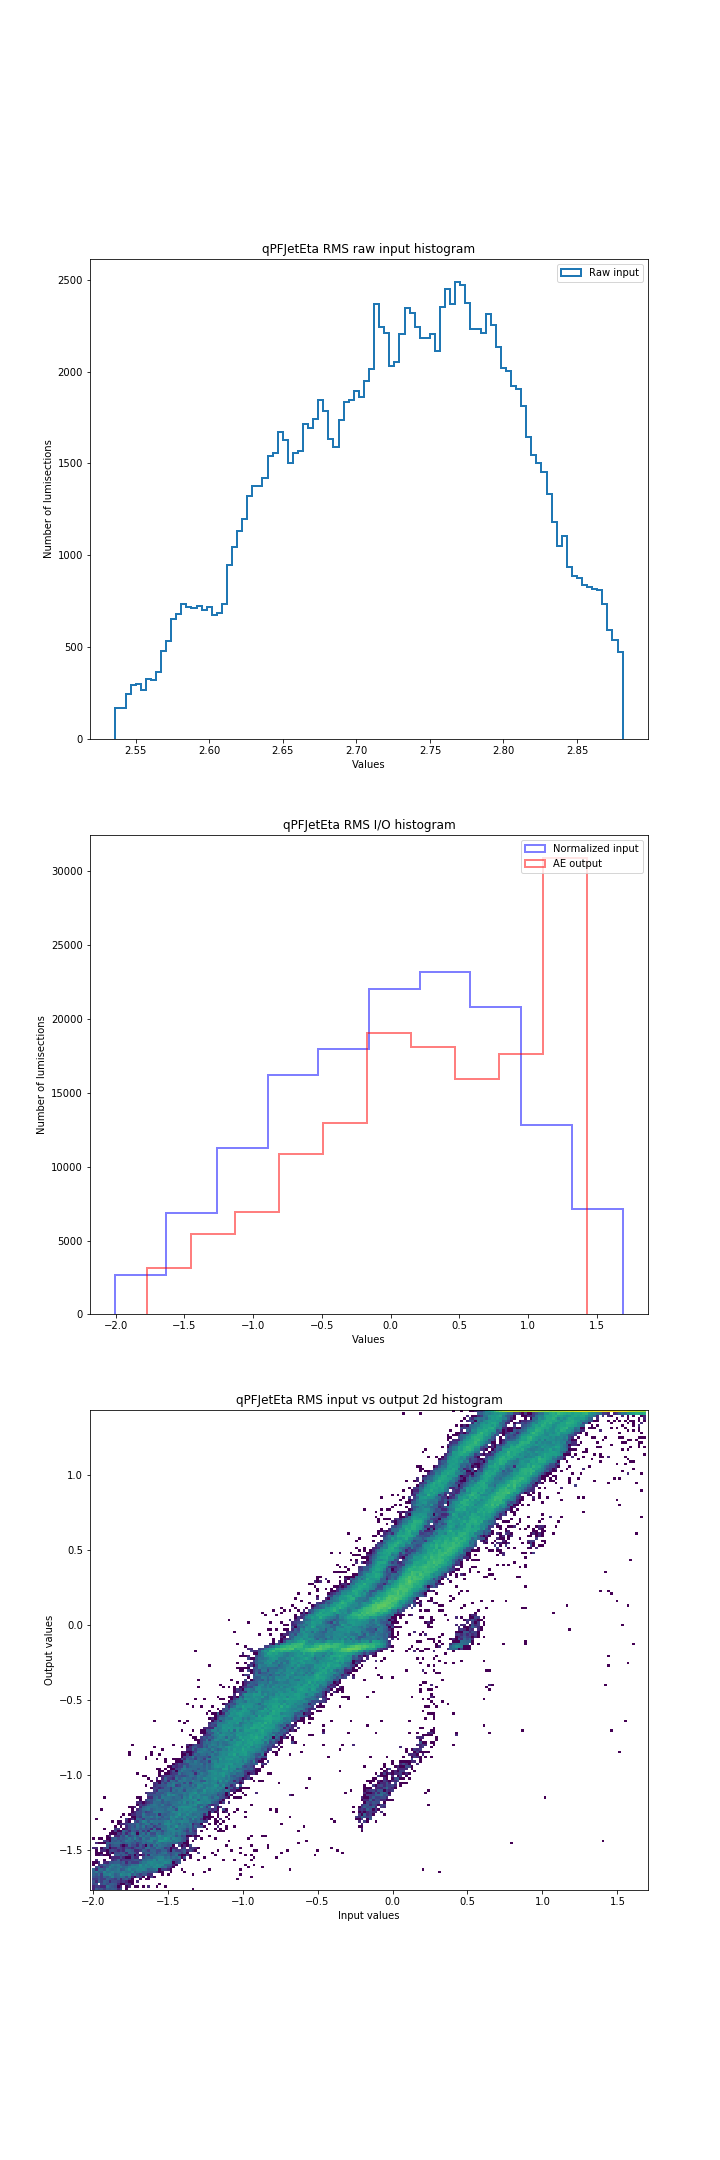 qPFJetEta RMS raw input histogram
Raw input
2500
2000
1500
1000
500
0
Number of lumisections
2.55 2.60 2.65 2.70 2.75 2.80 2.85
Values
qPFJetEta RMS I/O histogram
Normalized input
AE output
30000
25000
20000
15000
10000
5000
0
Number of lumisections
−2.0 −1.5 −1.0 −0.5 0.0 0.5 1.0 1.5
Values
qPFJetEta RMS input vs output 2d histogram
1.0
0.5
0.0
−0.5
−1.0
−1.5
Output values
−2.0 −1.5 −1.0 −0.5 0.0 0.5 1.0 1.5
Input values